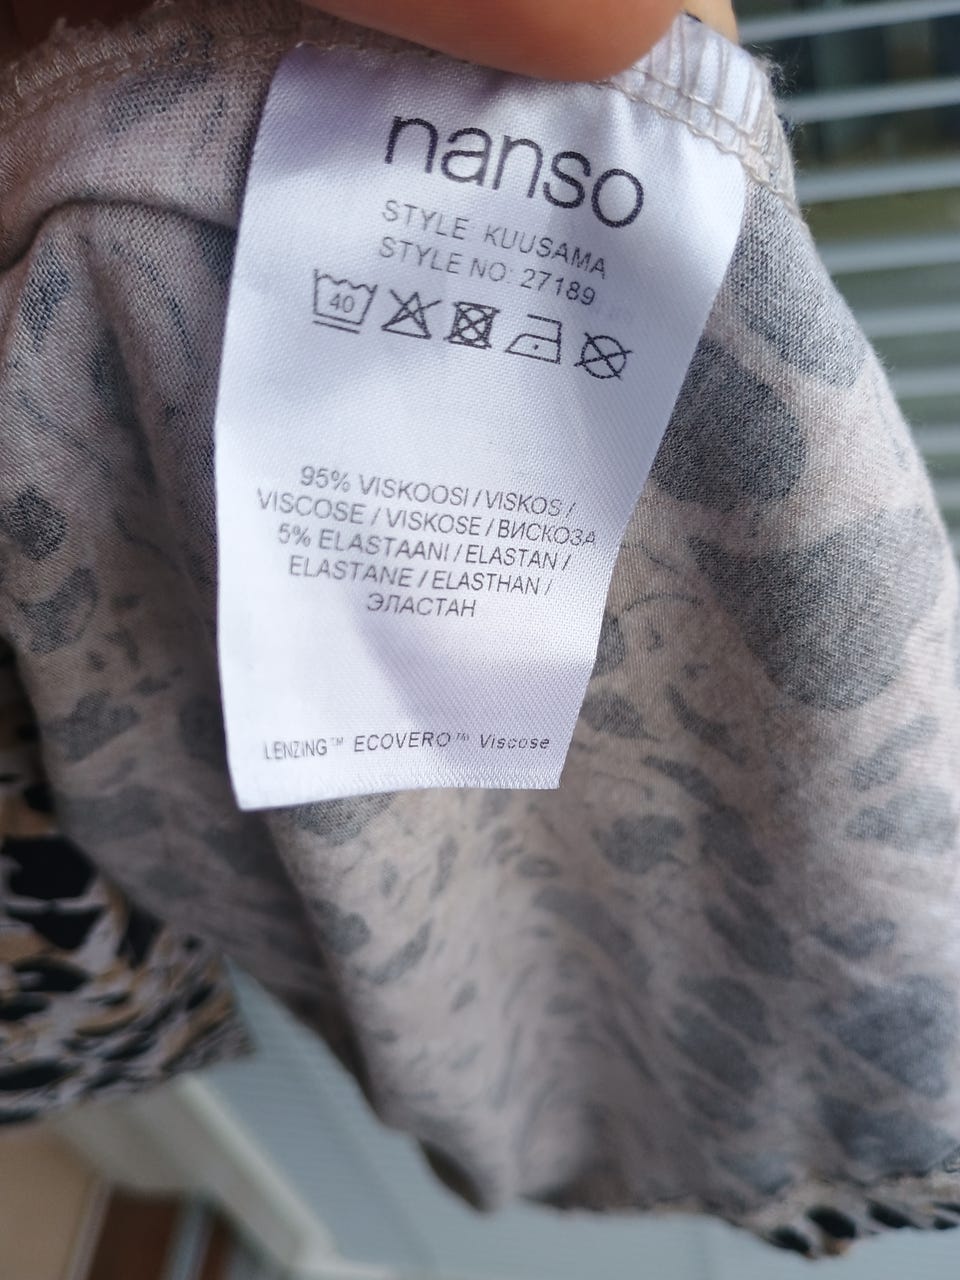 nanso
STYLE KUUSAMA
STYLE NO: 27189
40
95% VISKOOSI / VISKOS /
VISCOSE / VISKOSE / ВИСКОЗА
5% ELASTAANI / ELASTAN /
ELASTANE / ELASTHAN /
ЭЛАСТАН
LENZING™ ECOVERO™ Viscose